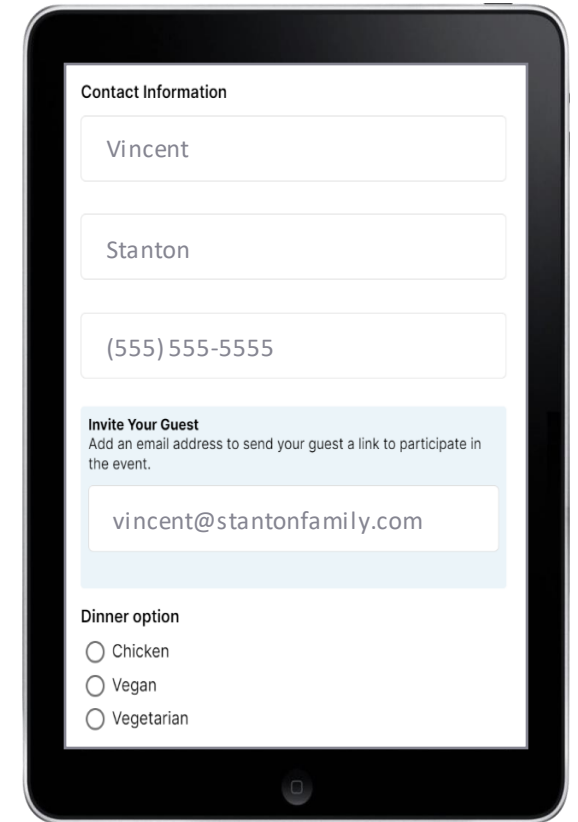 Contact Information
Vincent
Stanton
(555) 555-5555
Invite Your Guest
Add an email address to send your guest a link to participate in
the event.
vincent@stantonfamily.com
Dinner option
Chicken
Vegan
Vegetarian